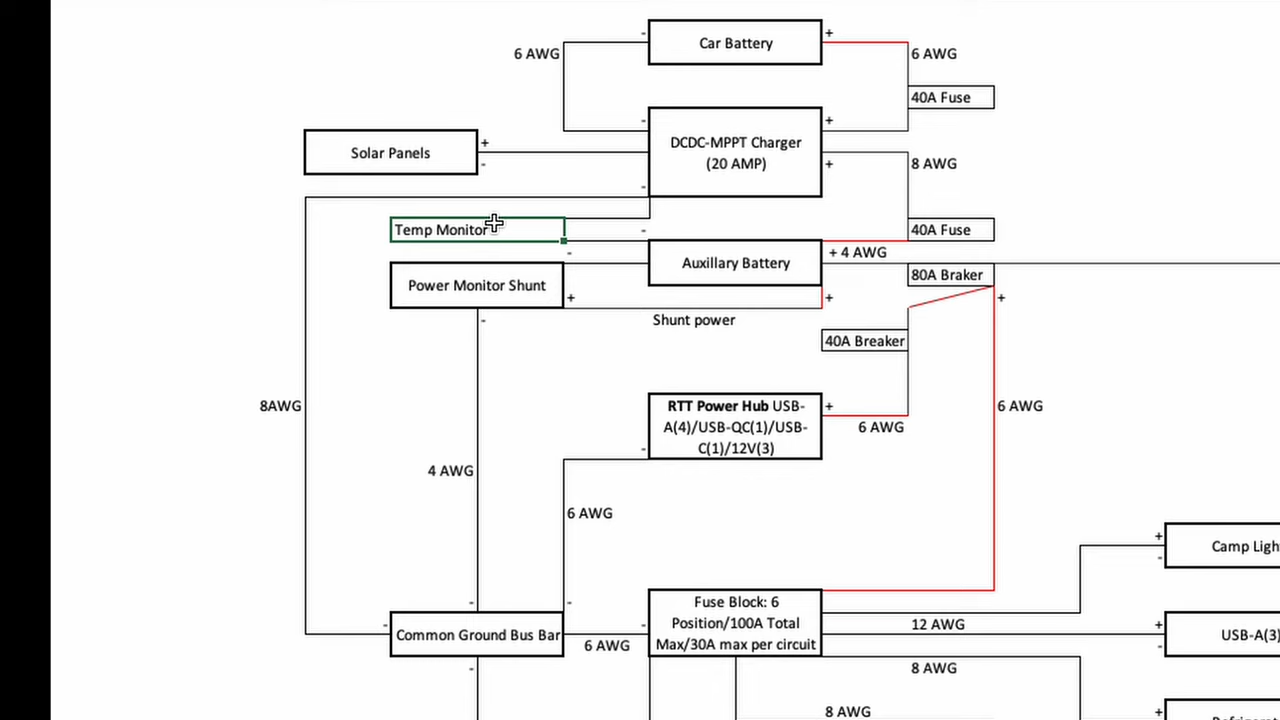 -
Car Battery
+
6 AWG
6 AWG
40A Fuse
-
DCDC-MPPT Charger
(20 AMP)
+
+
8 AWG
Solar Panels
+
-
-
Temp Monitor
-
40A Fuse
-
Auxillary Battery
+ 4 AWG
80A Braker
Power Monitor Shunt
+
+
+
-
Shunt power
40A Breaker
8AWG
RTT Power Hub USB-
A(4)/USB-QC(1)/USB-
C(1)/12V(3)
+
6 AWG
6 AWG
-
4 AWG
6 AWG
+
-
Camp Ligh
-
-
Fuse Block: 6
Position/100A Total
Max/30A max per circuit
-
Common Ground Bus Bar
-
6 AWG
12 AWG
+
-
USB-A(3)
-
8 AWG
8 AWG
+